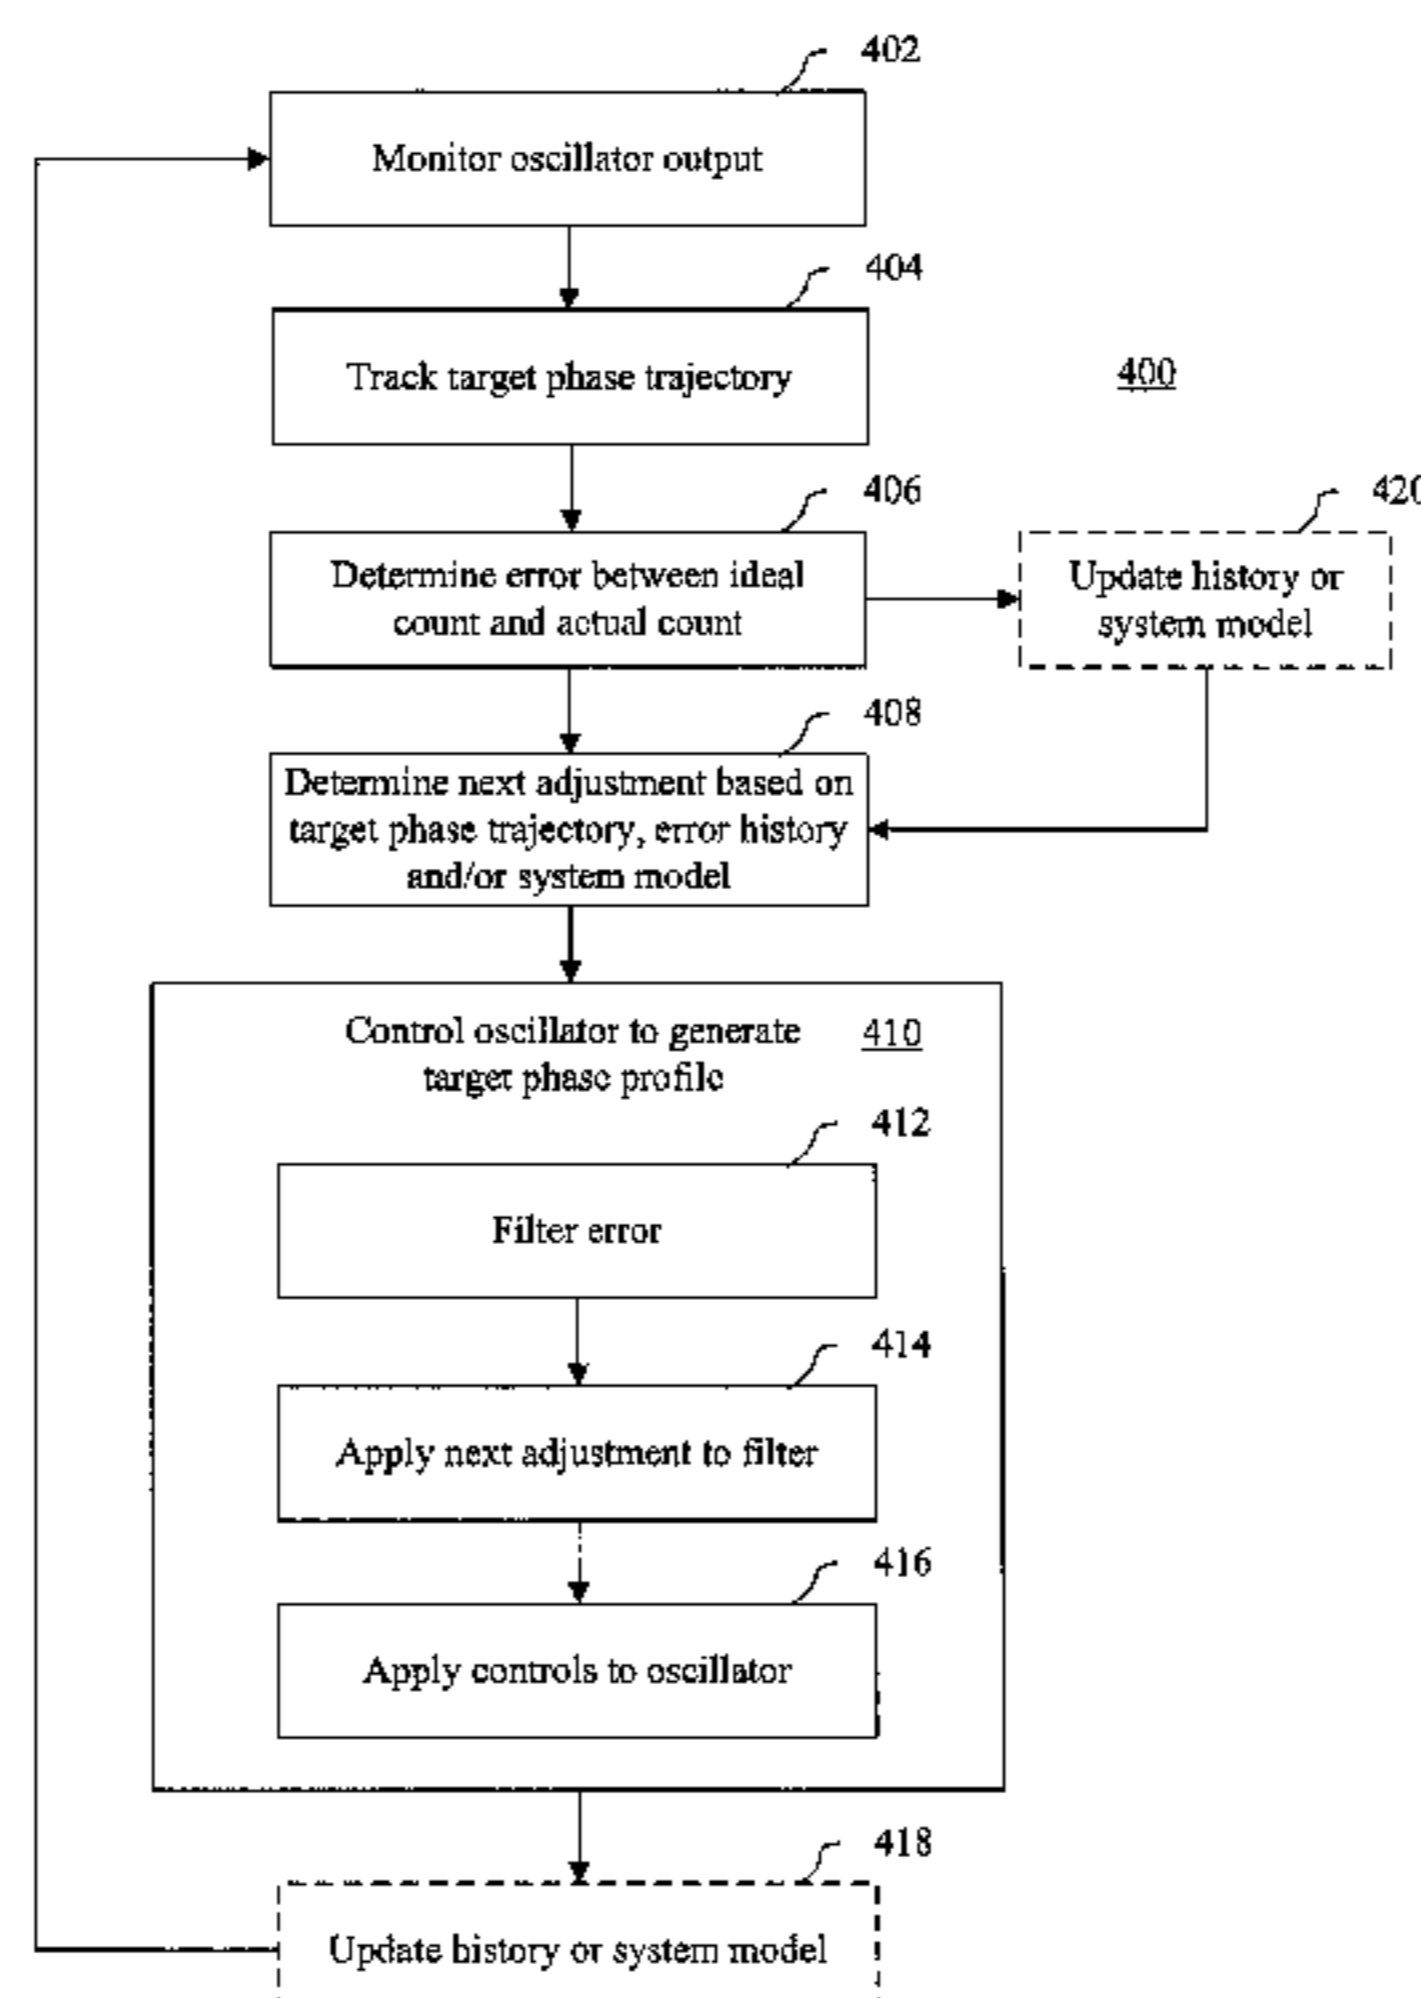 402
Monitor oscillator output
404
Track target phase trajectory
400
406
Determine error between ideal
count and actual count
420
Update history or
system model
408
Determine next adjustment based on
target phase trajectory, error history
and/or system model
Control oscillator to generate
target phase profile
410
412
Filter error
414
Apply next adjustment to filter
416
Apply controls to oscillator
418
Update history or system model